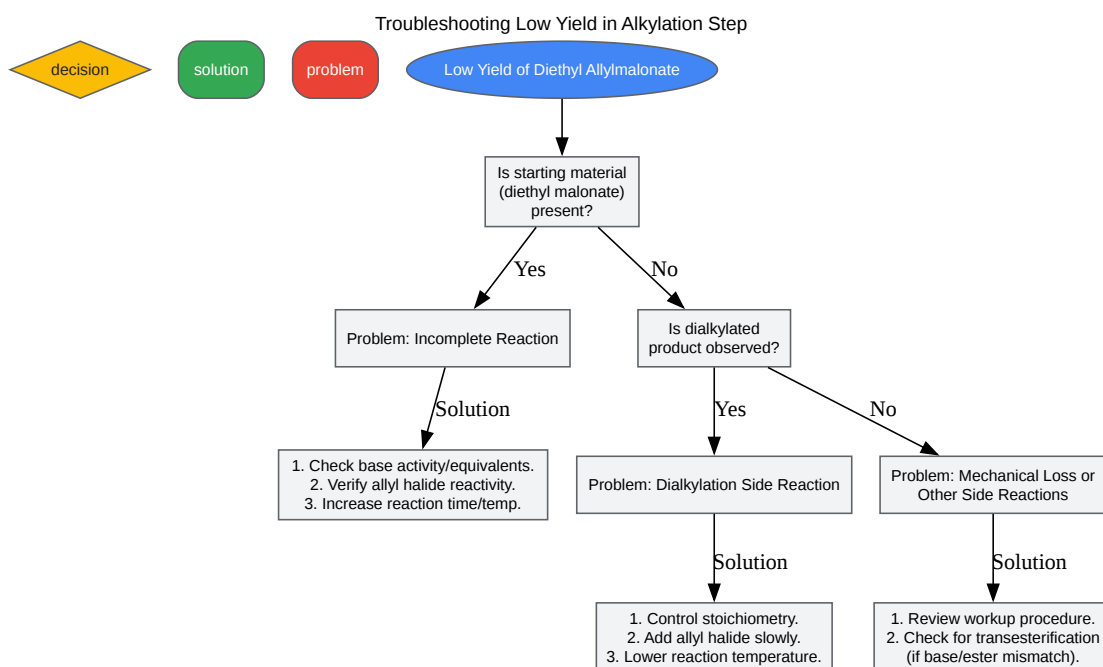 Troubleshooting Low Yield in Alkylation Step
decision
solution
problem
Low Yield of Diethyl Allylmalonate
Is starting material
(diethyl malonate)
present?
Yes
No
Problem: Incomplete Reaction
Is dialkylated
product observed?
Solution
Yes
No
1. Check base activity/equivalents.
2. Verify allyl halide reactivity.
3. Increase reaction time/temp.
Problem: Dialkylation Side Reaction
Problem: Mechanical Loss or
Other Side Reactions
Solution
Solution
1. Control stoichiometry.
2. Add allyl halide slowly.
3. Lower reaction temperature.
1. Review workup procedure.
2. Check for transesterification
(if base/ester mismatch).